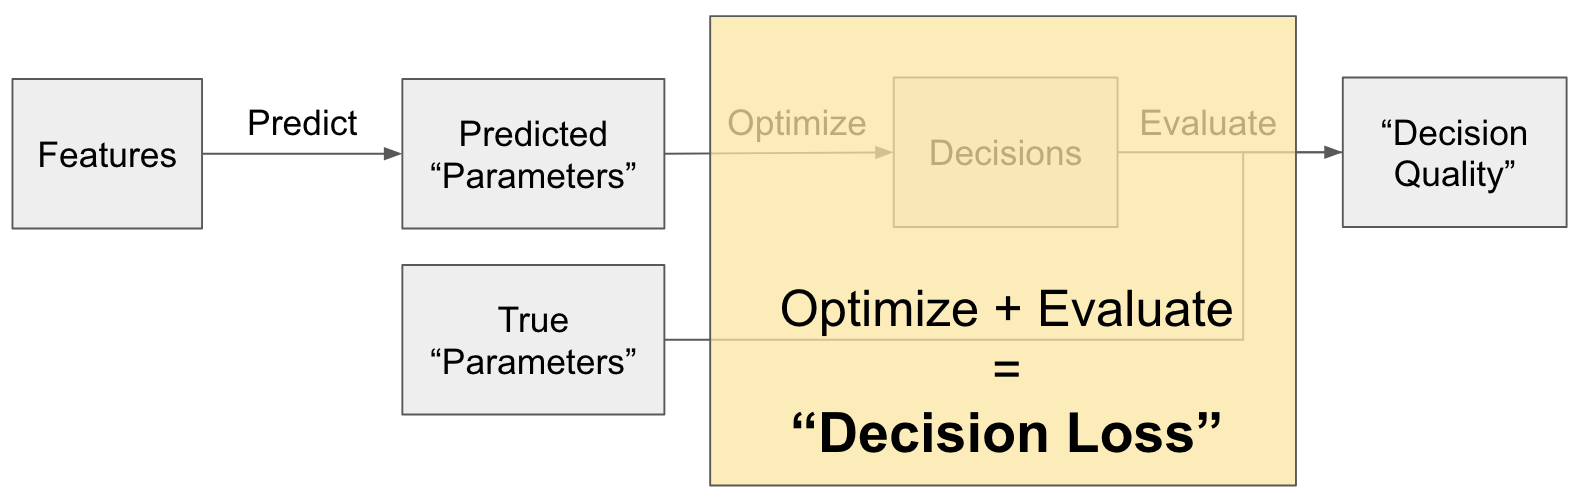 Features
Predict
Predicted
“Parameters”
Optimize
Decisions
Evaluate
“Decision
Quality”
True
“Parameters”
Optimize + Evaluate
=
“Decision Loss”